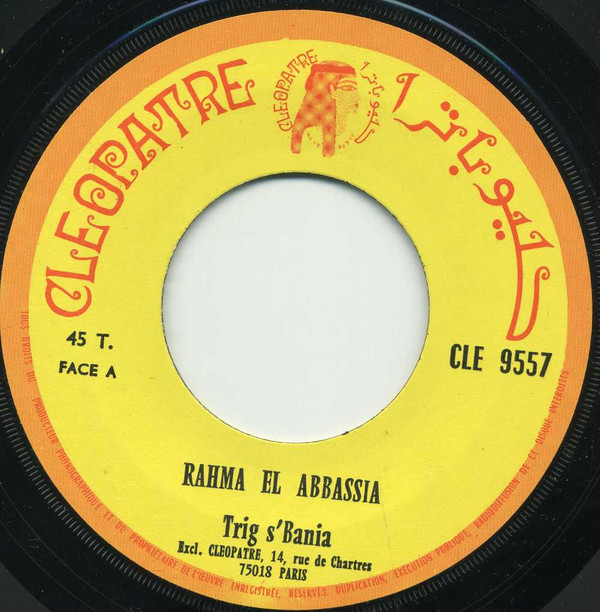 CLEOPATRE
CLEOPATRE
كليوباترا
كليوباترا
45 T.
FACE A
CLE 9557
RAHMA EL ABBASSIA
Trig s'Bania
Excl. CLEOPATRE, 14, rue de Chartres
75018 PARIS
TOUS DROITS DU PRODUCTEUR PHONOGRAPHIQUE ET DU PROPRIÉTAIRE DE L'ŒUVRE ENREGISTRÉE, RÉSERVÉS, DUPLICATION, EXÉCUTION PUBLIQUE, RADIODIFFUSION DE CE DISQUE INTERDITES